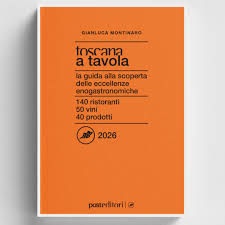 GIANLUCA MONTINARO
toscana
a tavola
la guida alla scoperta
delle eccellenze
enogastronomiche
140 ristoranti
50 vini
40 prodotti
2026
posteditori